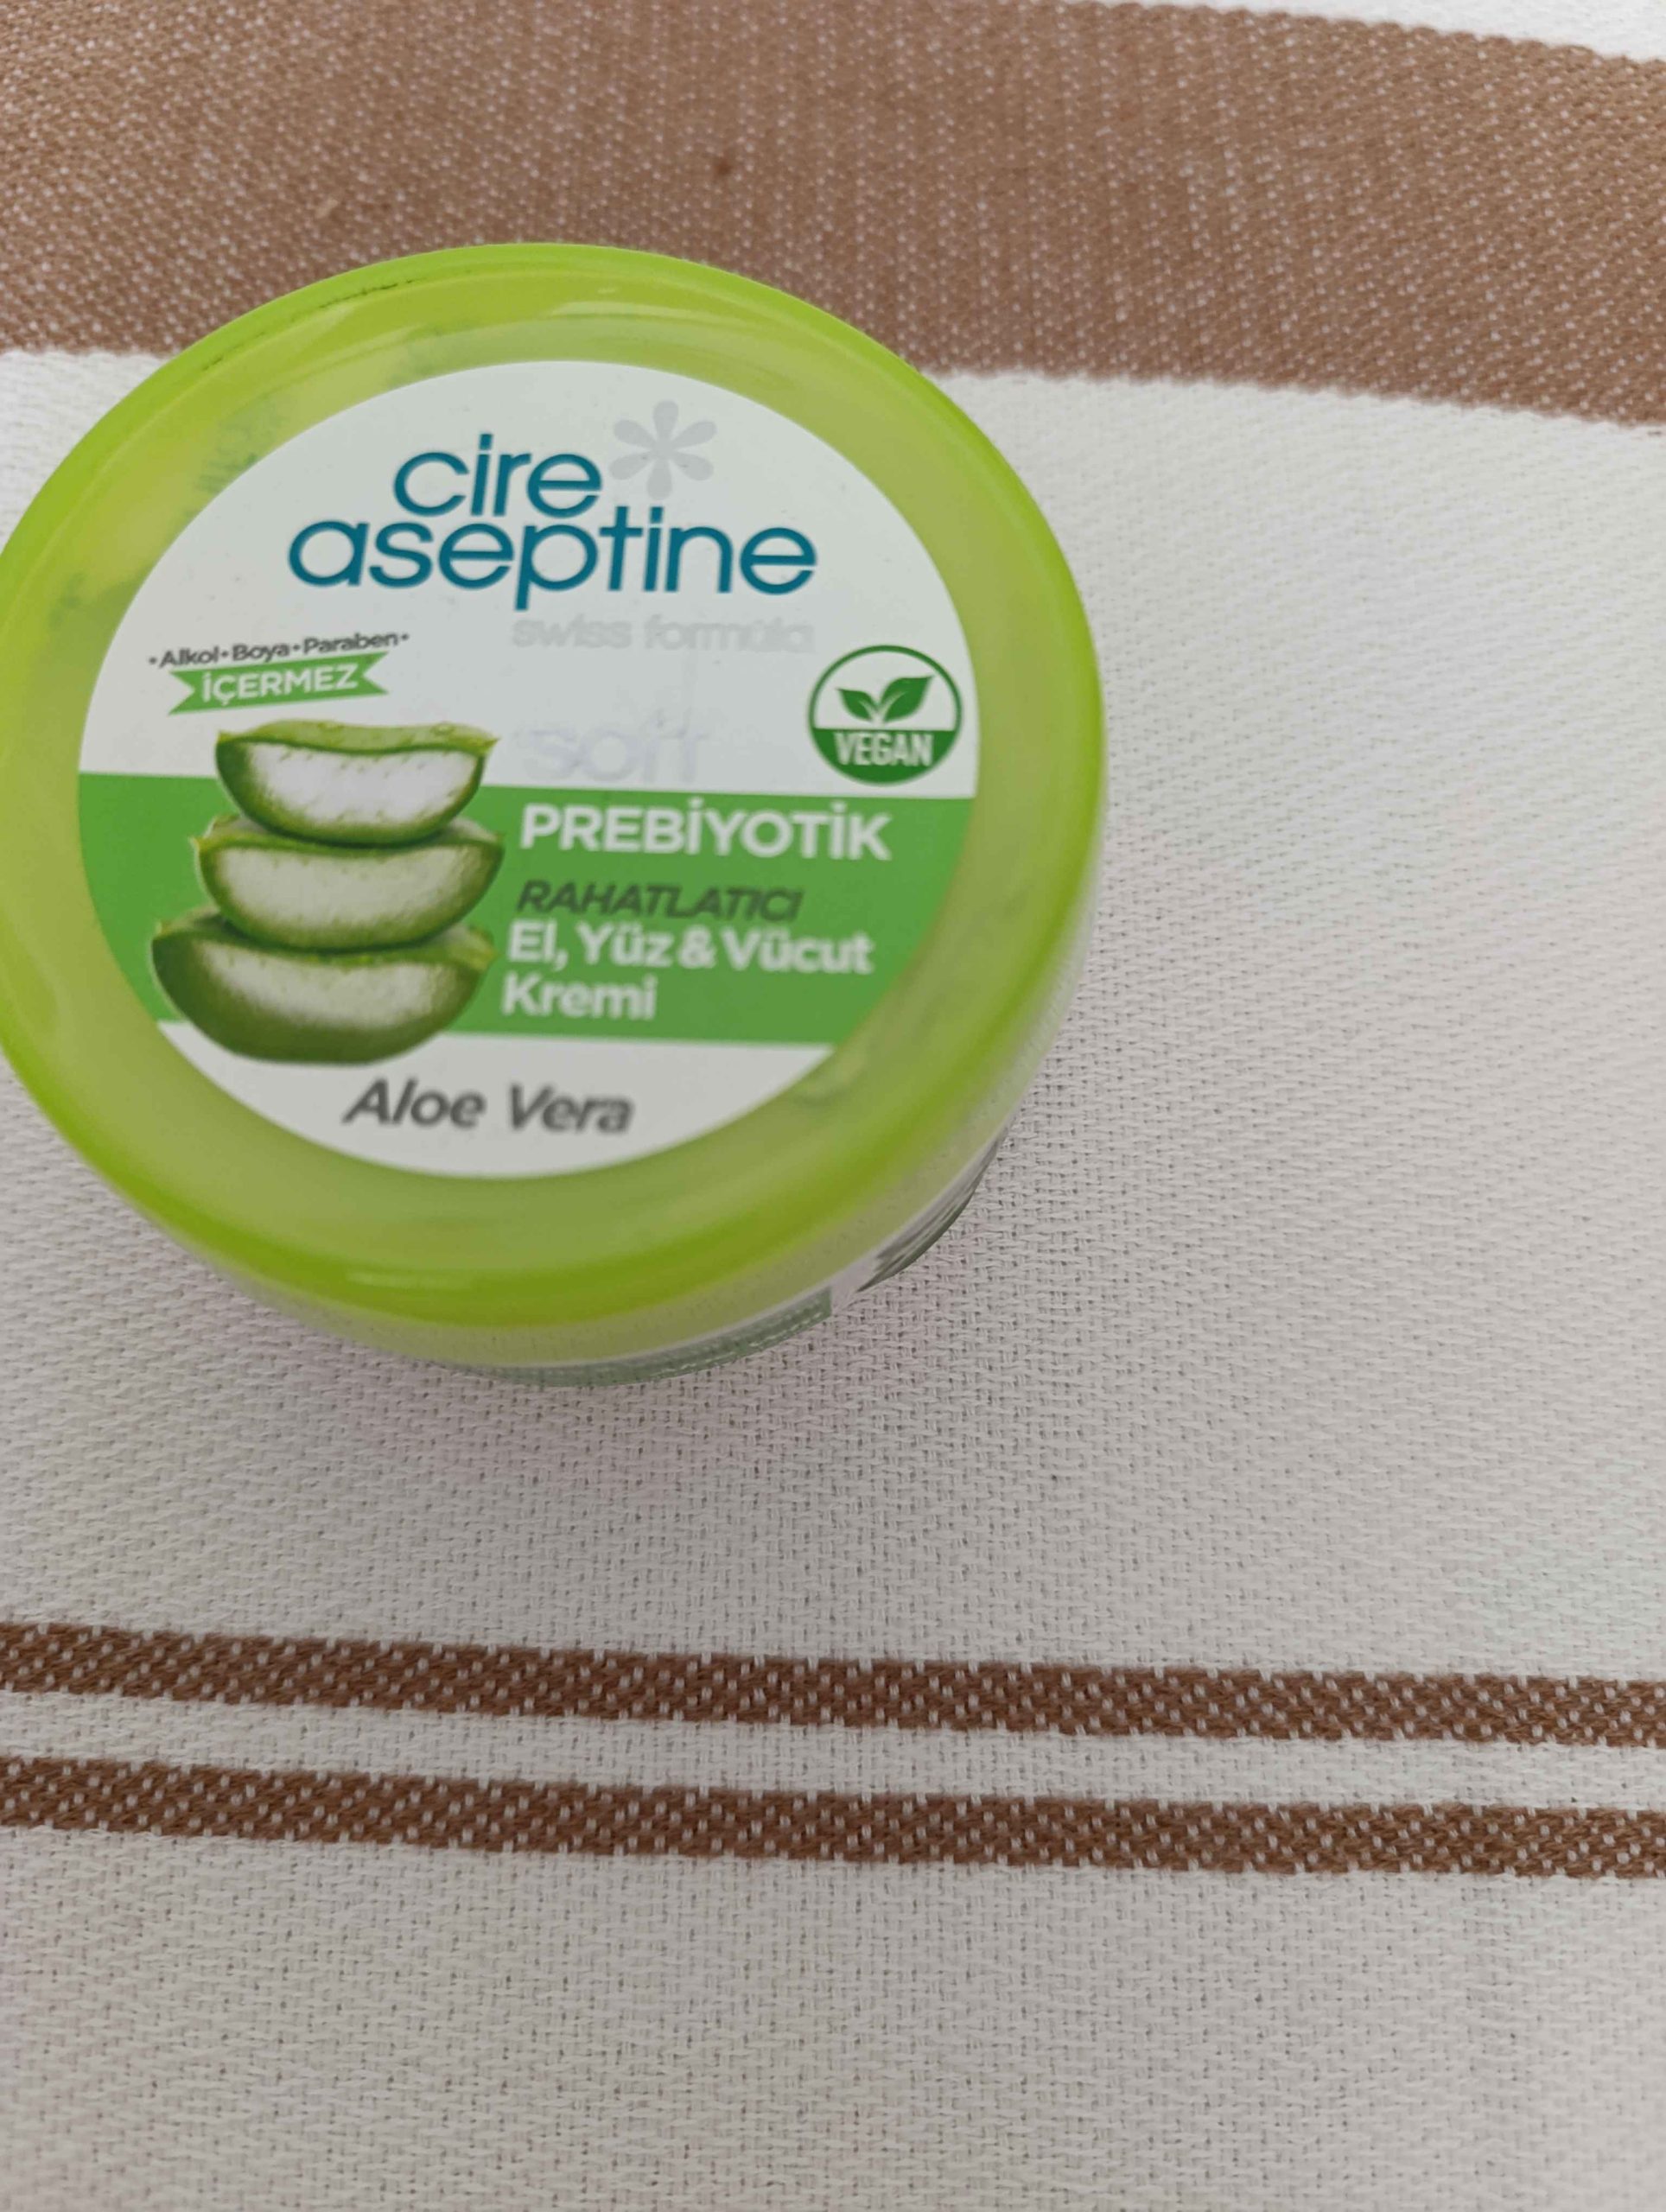 cire
aseptine
swiss formula
•Alkol•Boya•Paraben•
İÇERMEZ
soft
VEGAN
PREBİYOTİK
RAHATLATICI
El, Yüz & Vücut
Kremi
Aloe Vera